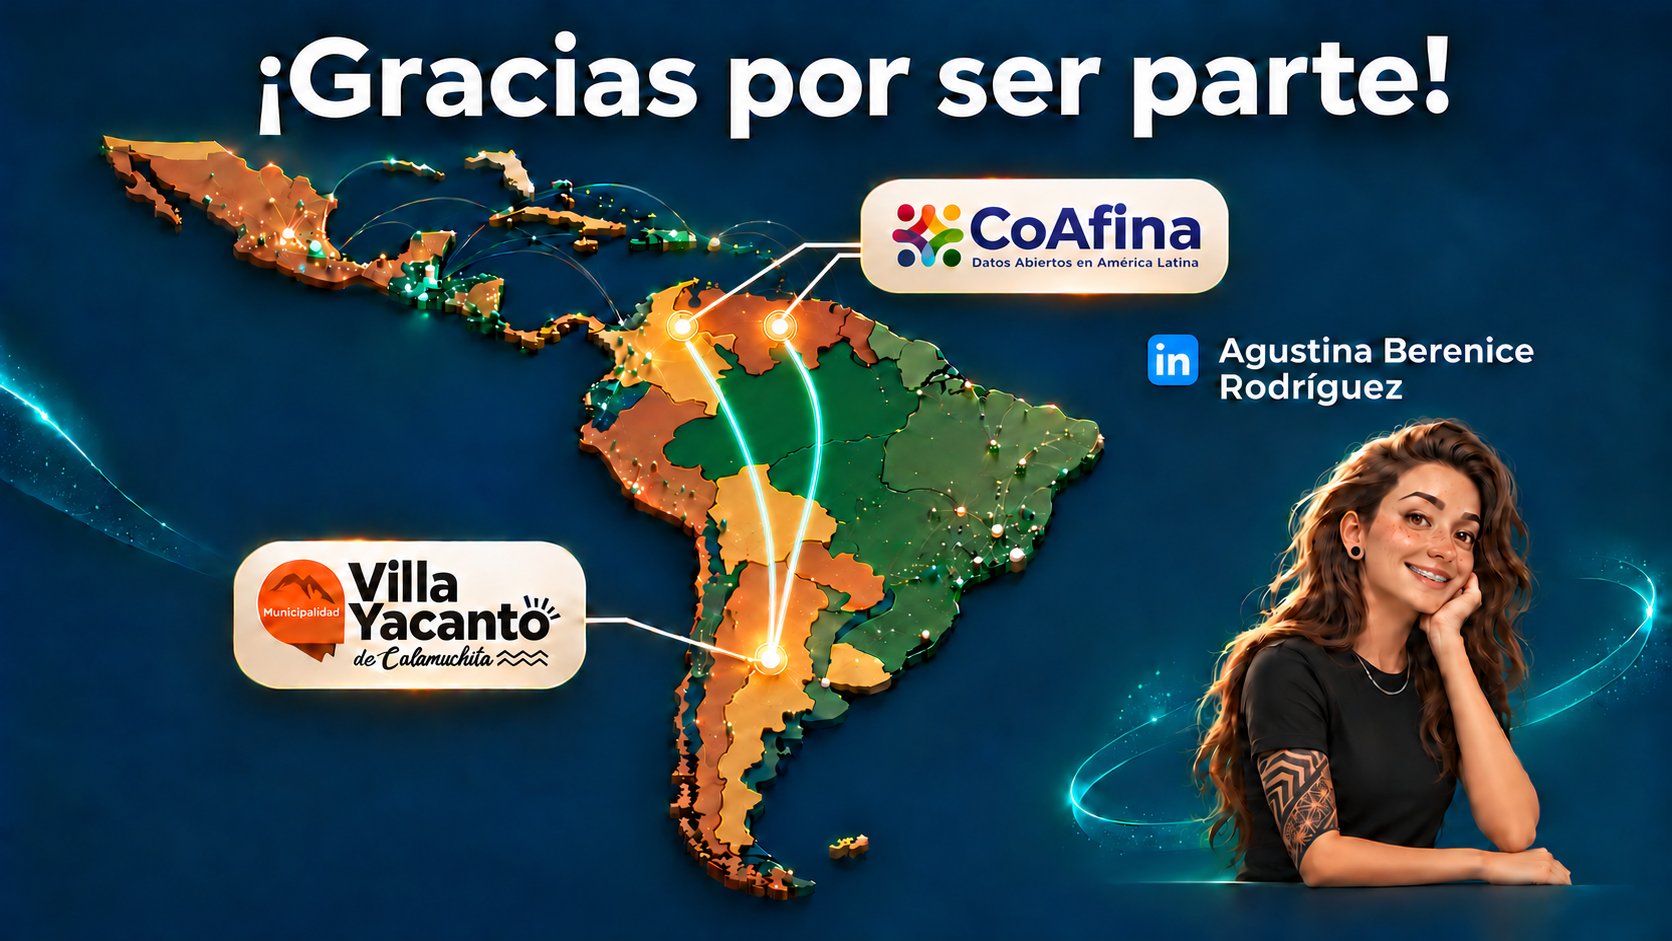 ¡Gracias por ser parte!
CoAfina
Datos Abiertos en América Latina
in
Agustina Berenice
Rodríguez
Municipalidad
Villa
Yacanto
de Calamuchita